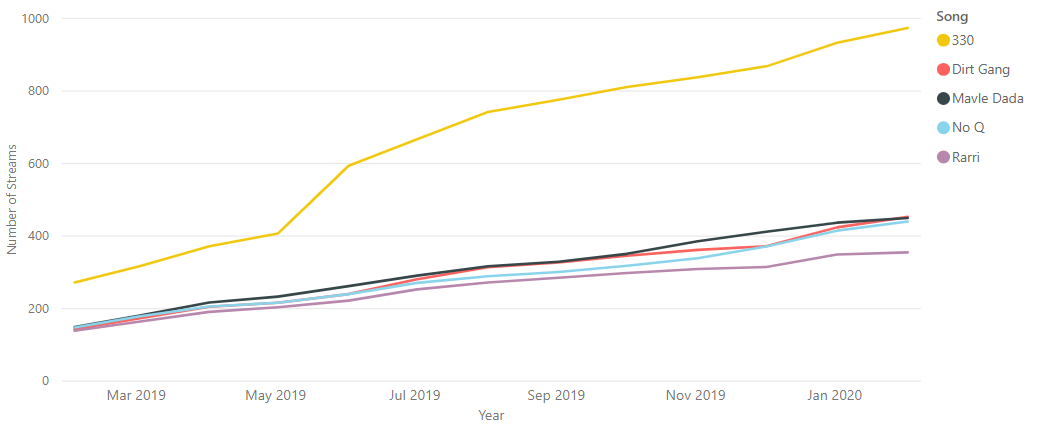 Song
330
Dirt Gang
Mavle Dada
No Q
Rarri
Number of Streams
1000
800
600
400
200
0
Mar 2019 May 2019 Jul 2019 Sep 2019 Nov 2019 Jan 2020
Year